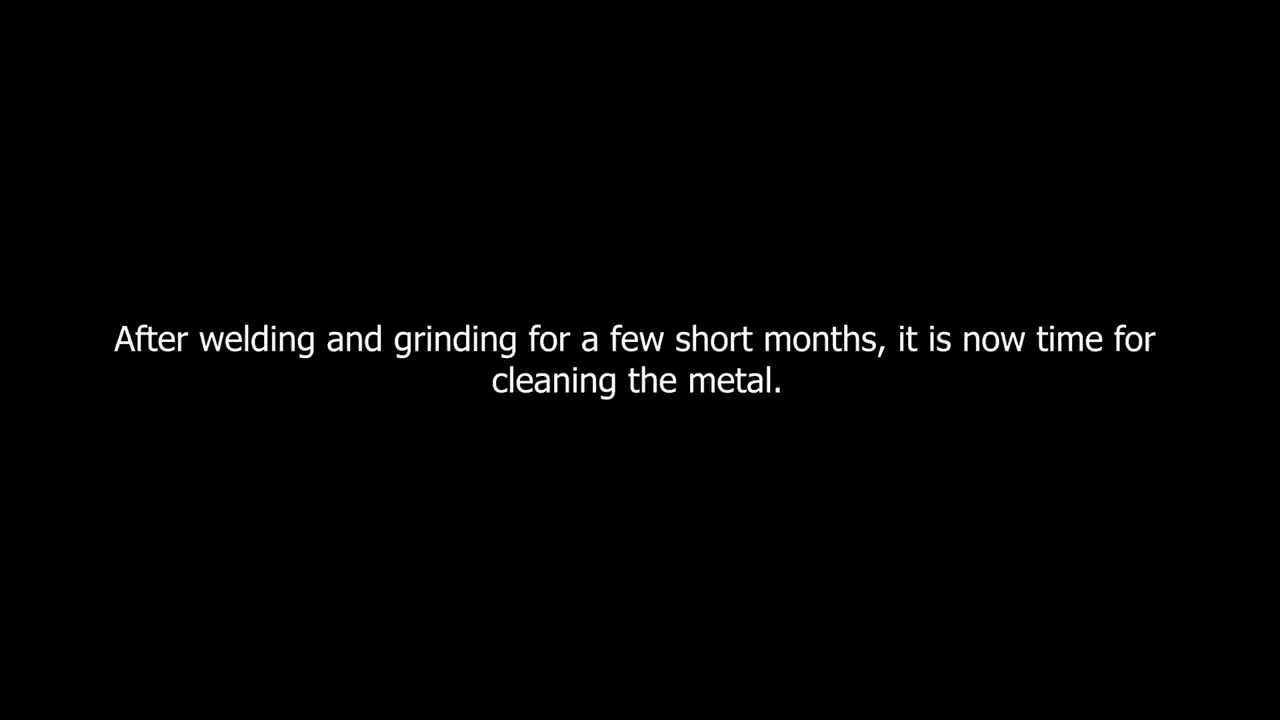 After welding and grinding for a few short months, it is now time for
cleaning the metal.